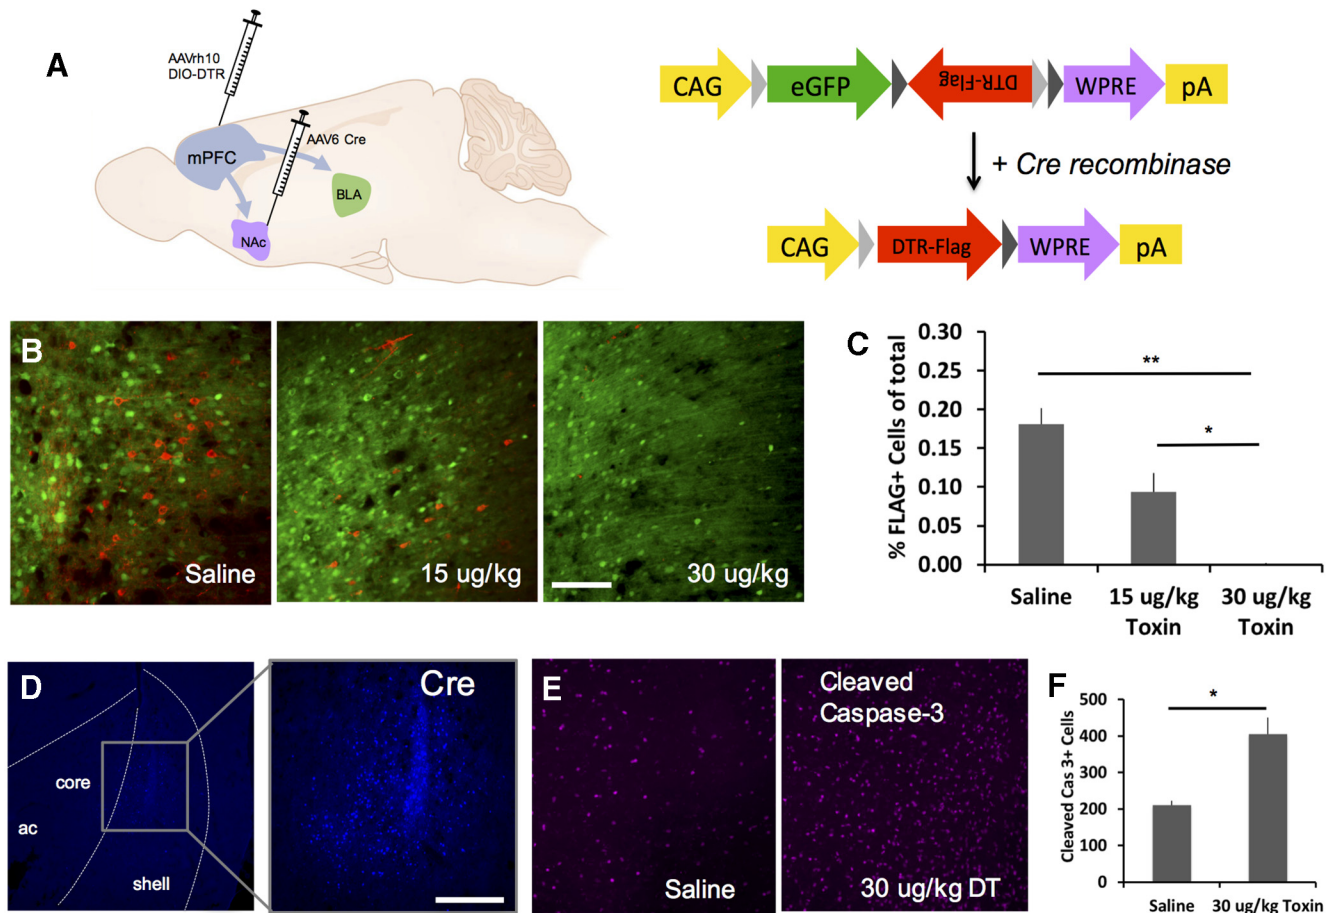 A
AAVrh10
DIO-DTR
AAV6 Cre
mPFC
BLA
NAc
CAG
eGFP
DTR-Flag
WPRE
pA
+ Cre recombinase
CAG
DTR-Flag
WPRE
pA
B
Saline
15 ug/kg
30 ug/kg
C
% FLAG+ Cells of total
0.30
0.25
0.20
0.15
0.10
0.05
0.00
**
*
Saline
15 ug/kg
Toxin
30 ug/kg
Toxin
D
core
ac
shell
Cre
E
Saline
Cleaved
Caspase-3
30 ug/kg DT
F
Cleaved Cas 3+ Cells
500
400
300
200
100
0
*
Saline
30 ug/kg Toxin